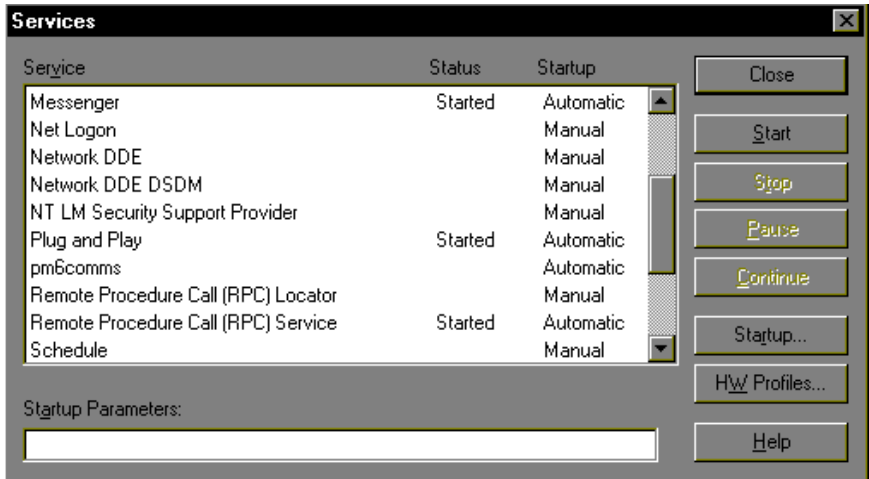 Services
Service Status Startup
Messenger Started Automatic
Net Logon Manual
Network DDE Manual
Network DDE DSDM Manual
NT LM Security Support Provider Manual
Plug and Play Started Automatic
pm6comms Automatic
Remote Procedure Call (RPC) Locator Manual
Remote Procedure Call (RPC) Service Started Automatic
Schedule Manual
Startup Parameters:
Close
Start
Stop
Pause
Continue
Startup...
HW Profiles...
Help